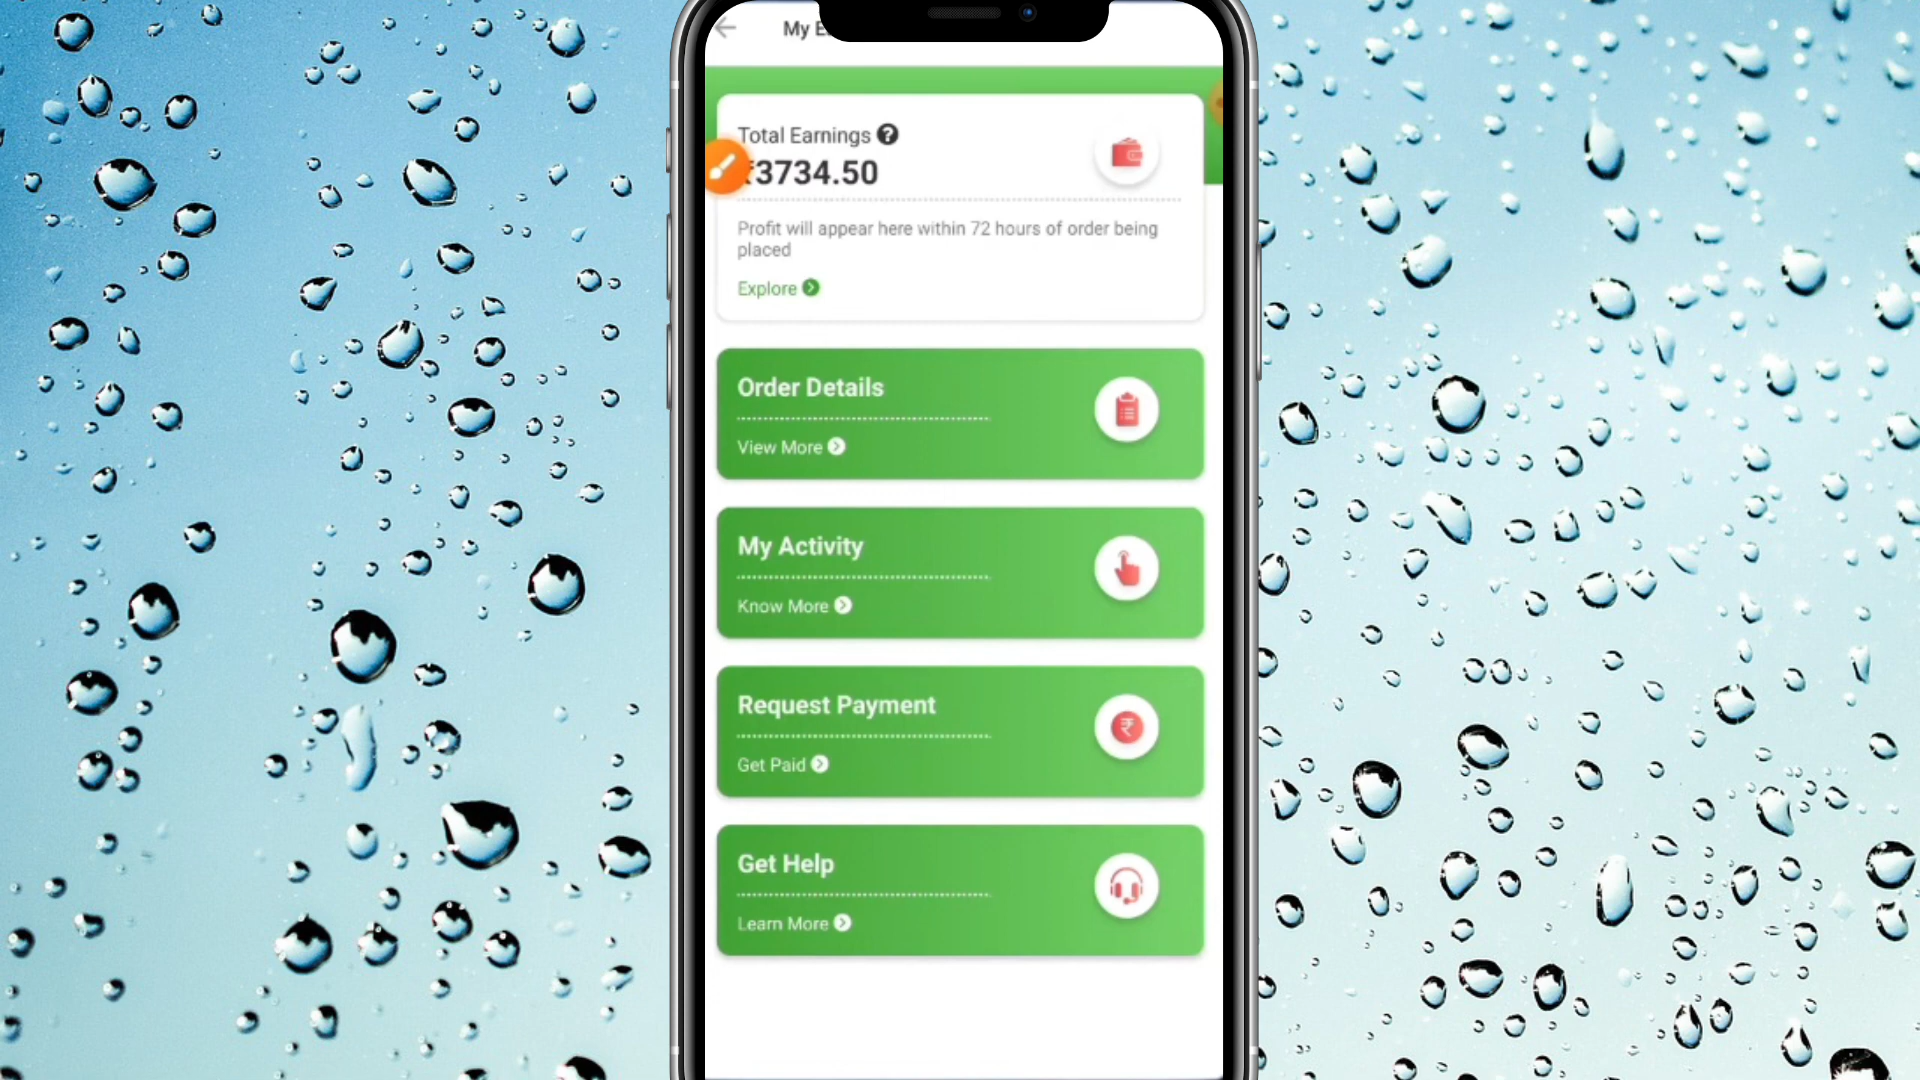 My E
Total Earnings
₹3734.50
Profit will appear here within 72 hours of order being
placed
Explore
Order Details
View More
My Activity
Know More
Request Payment
Get Paid
Get Help
Learn More